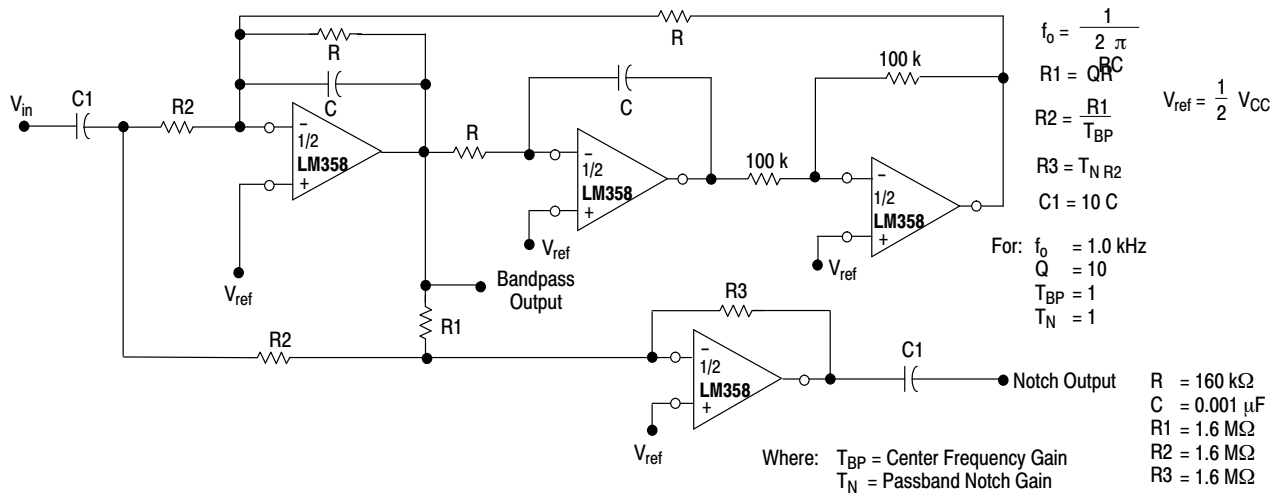 R
R
C
V_in
C1
R2
−
1/2
LM358
+
V_ref
R
C
−
1/2
LM358
+
V_ref
100 k
100 k
−
1/2
LM358
+
V_ref
Bandpass
Output
R1
R2
R3
−
1/2
LM358
+
V_ref
C1
Notch Output
f_o = 1 / 2 π RC
R1 = QR
R2 = R1 / T_BP
R3 = T_N R2
C1 = 10 C
V_ref = 1/2 V_CC
For: f_o = 1.0 kHz
Q = 10
T_BP = 1
T_N = 1
R = 160 kΩ
C = 0.001 μF
R1 = 1.6 MΩ
R2 = 1.6 MΩ
R3 = 1.6 MΩ
Where: T_BP = Center Frequency Gain
T_N = Passband Notch Gain